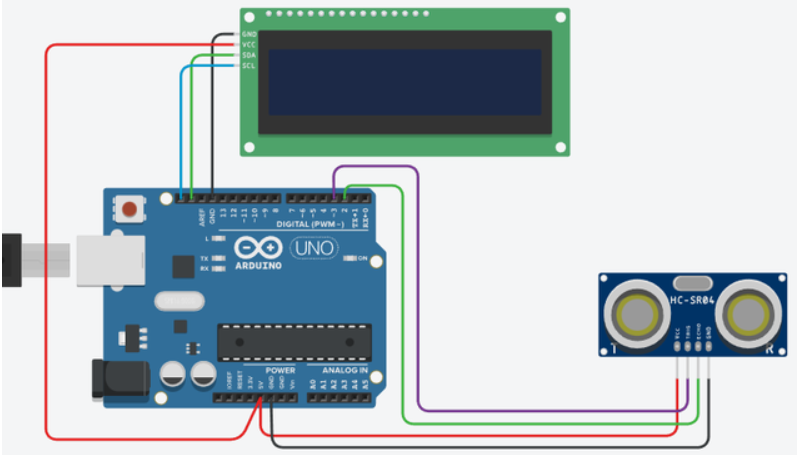 GND
VCC
SDA
SCL
AREF
GND
13
12
~11
~10
~9
8
7
~6
~5
4
~3
2
TX→1
RX←0
DIGITAL (PWM~)
L
TX
RX
ARDUINO
UNO
ON
HC-SR04
T
R
VCC
TRIG
ECHO
GND
POWER
ANALOG IN
IOREF
RESET
3.3V
5V
GND
GND
Vin
A0
A1
A2
A3
A4
A5